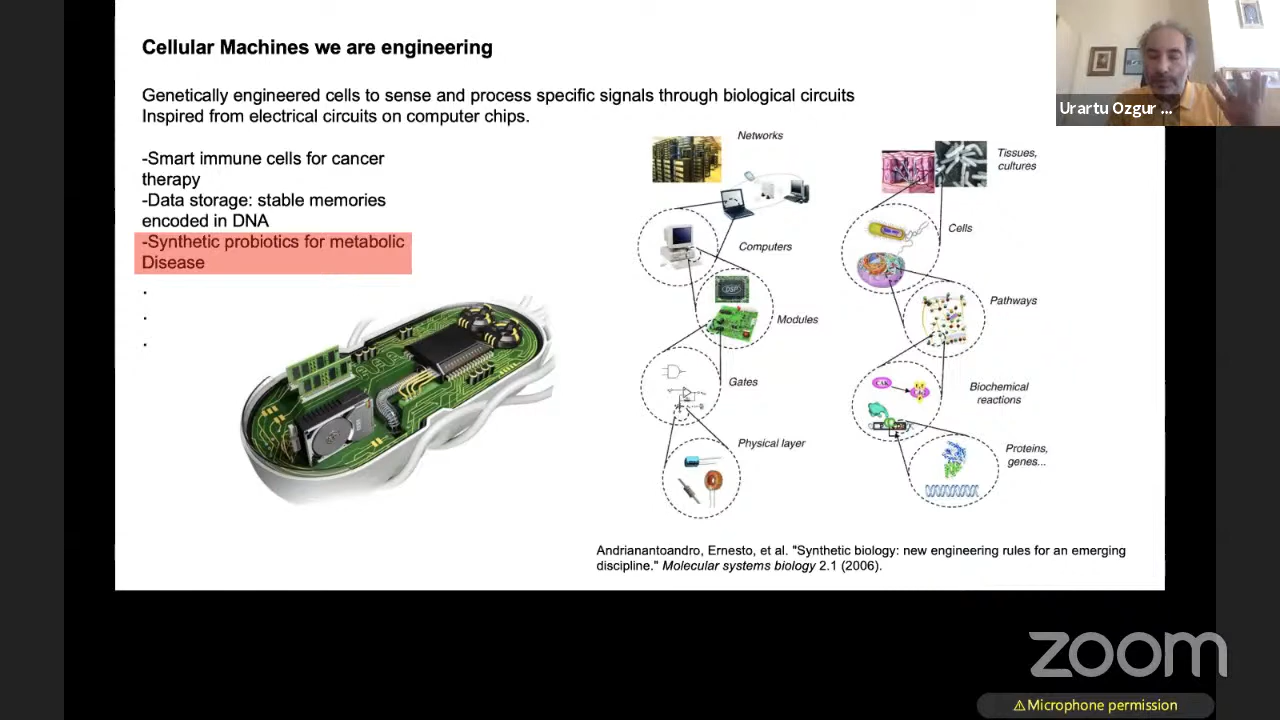 Cellular Machines we are engineering
Genetically engineered cells to sense and process specific signals through biological circuits
Inspired from electrical circuits on computer chips.
-Smart immune cells for cancer
therapy
-Data storage: stable memories
encoded in DNA
-Synthetic probiotics for metabolic
Disease
.
.
.
Networks
Computers
Modules
DSP
Gates
Physical layer
Tissues,
cultures
Cells
Pathways
Biochemical
reactions
Proteins,
genes...
Andrianantoandro, Ernesto, et al. "Synthetic biology: new engineering rules for an emerging
discipline." Molecular systems biology 2.1 (2006).
Urartu Ozgur ...
zoom
⚠Microphone permission